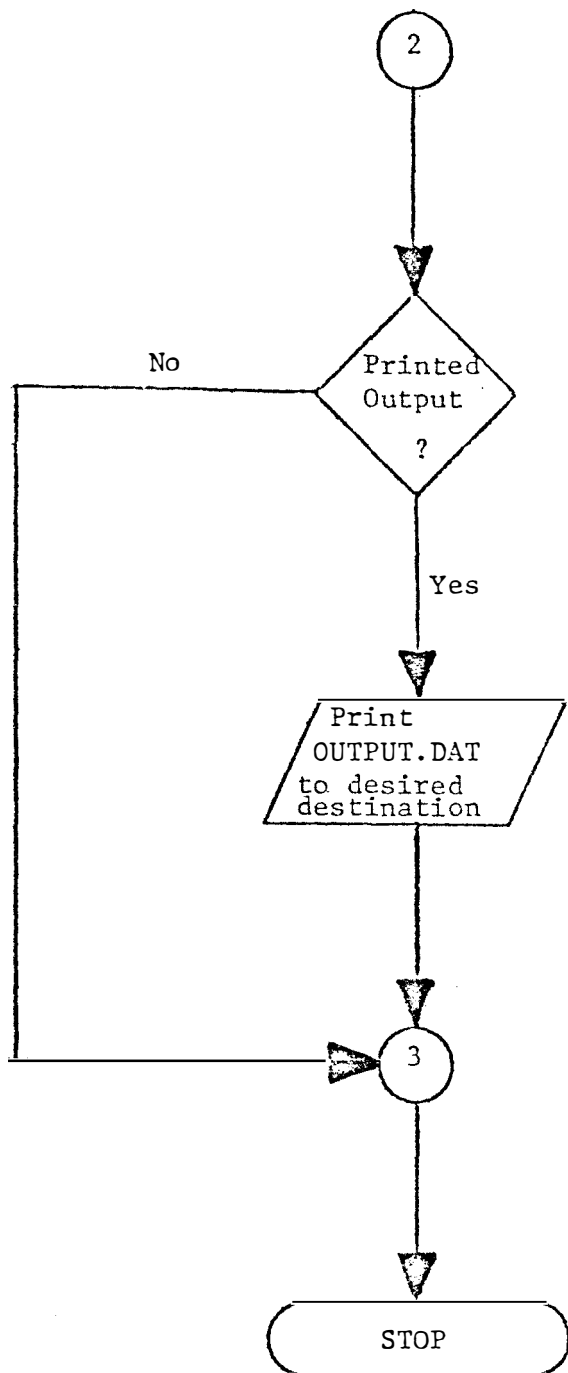 2
Printed
Output
?
No
Yes
Print
OUTPUT.DAT
to desired
destination
3
STOP